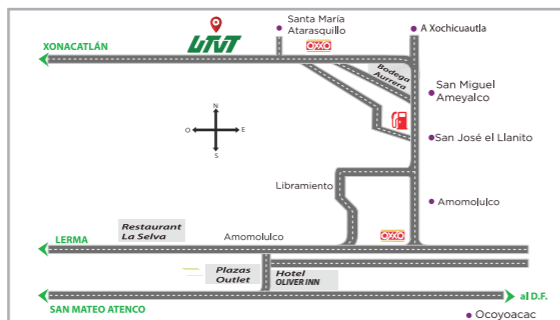 Santa María
Atarasquillo
A Xochicuautla
UTVT
OXXO
XONACATLÁN
Bodega
Aurrera
San Miguel
Ameyalco
N
O
E
S
San José el Llanito
Libramiento
Amomolulco
Restaurant
La Selva
Amomolulco
OXXO
LERMA
Plazas
Outlet
Hotel
OLIVER INN
al D.F.
SAN MATEO ATENCO
Ocoyoacac